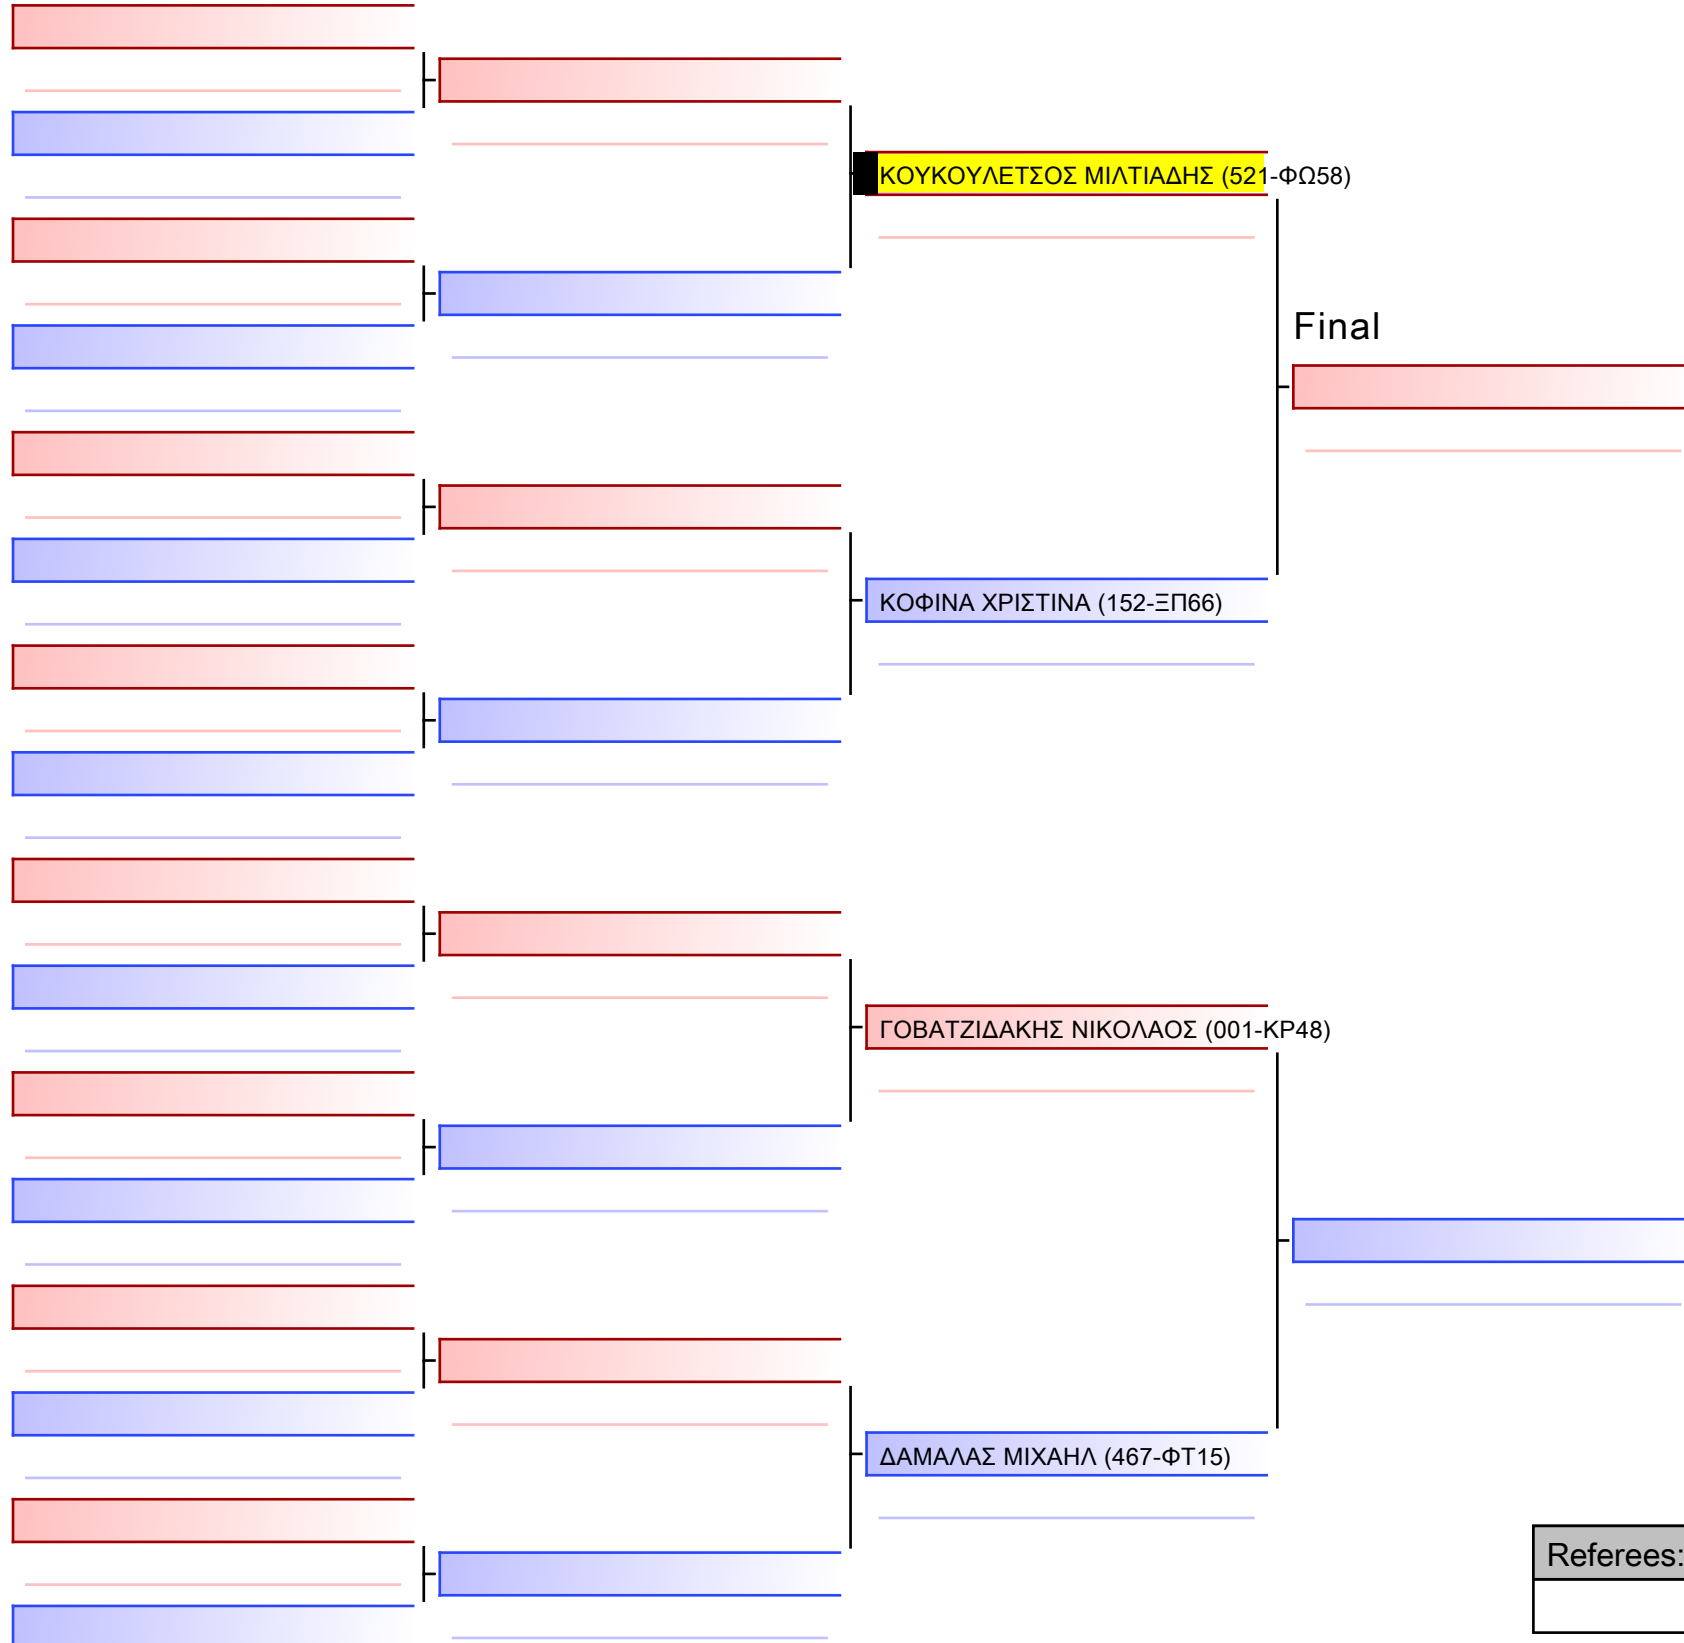 ΚΟΥΚΟΥΛΕΤΣΟΣ ΜΙΛΤΙΑΔΗΣ (521-ΦΩ58)
Final
ΚΟΦΙΝΑ ΧΡΙΣΤΙΝΑ (152-ΞΠ66)
ΓΟΒΑΤΖΙΔΑΚΗΣ ΝΙΚΟΛΑΟΣ (001-ΚΡ48)
ΔΑΜΑΛΑΣ ΜΙΧΑΗΛ (467-ΦΤ15)
Referees: